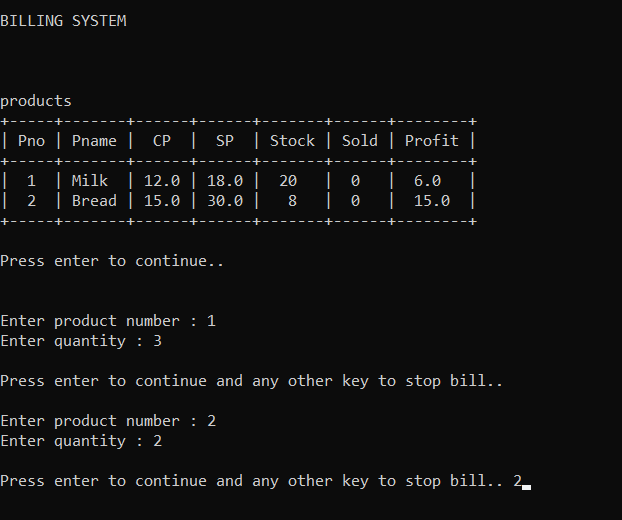 BILLING SYSTEM
products
+-----+-------+------+------+-------+------+--------+
| Pno | Pname |  CP  |  SP  | Stock | Sold | Profit |
+-----+-------+------+------+-------+------+--------+
|  1  | Milk  | 12.0 | 18.0 |  20   |  0   |  6.0   |
|  2  | Bread | 15.0 | 30.0 |   8   |  0   |  15.0  |
+-----+-------+------+------+-------+------+--------+
Press enter to continue..
Enter product number : 1
Enter quantity : 3
Press enter to continue and any other key to stop bill..
Enter product number : 2
Enter quantity : 2
Press enter to continue and any other key to stop bill.. 2